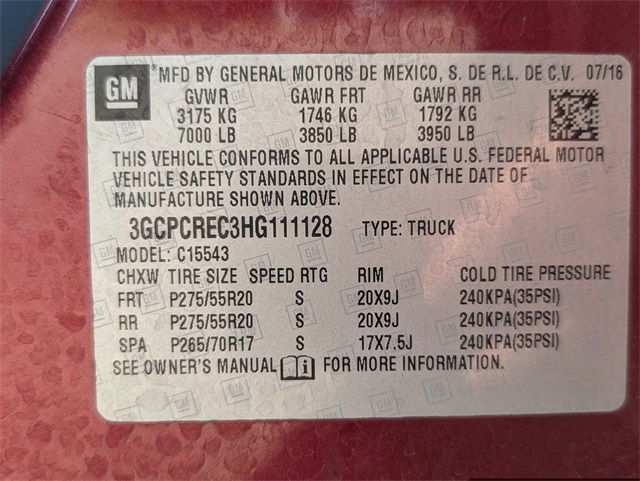 GM *MFD BY GENERAL MOTORS DE MEXICO, S. DE R.L. DE C.V. 07/16
GVWR GAWR FRT GAWR RR
3175 KG 1746 KG 1792 KG
7000 LB 3850 LB 3950 LB
THIS VEHICLE CONFORMS TO ALL APPLICABLE U.S. FEDERAL MOTOR
VEHICLE SAFETY STANDARDS IN EFFECT ON THE DATE OF
MANUFACTURE SHOWN ABOVE.
3GCPCREC3HG111128 TYPE: TRUCK
MODEL: C15543
CHXW TIRE SIZE SPEED RTG RIM COLD TIRE PRESSURE
FRT P275/55R20 S 20X9J 240KPA(35PSI)
RR P275/55R20 S 20X9J 240KPA(35PSI)
SPA P265/70R17 S 17X7.5J 240KPA(35PSI)
SEE OWNER'S MANUAL FOR MORE INFORMATION.